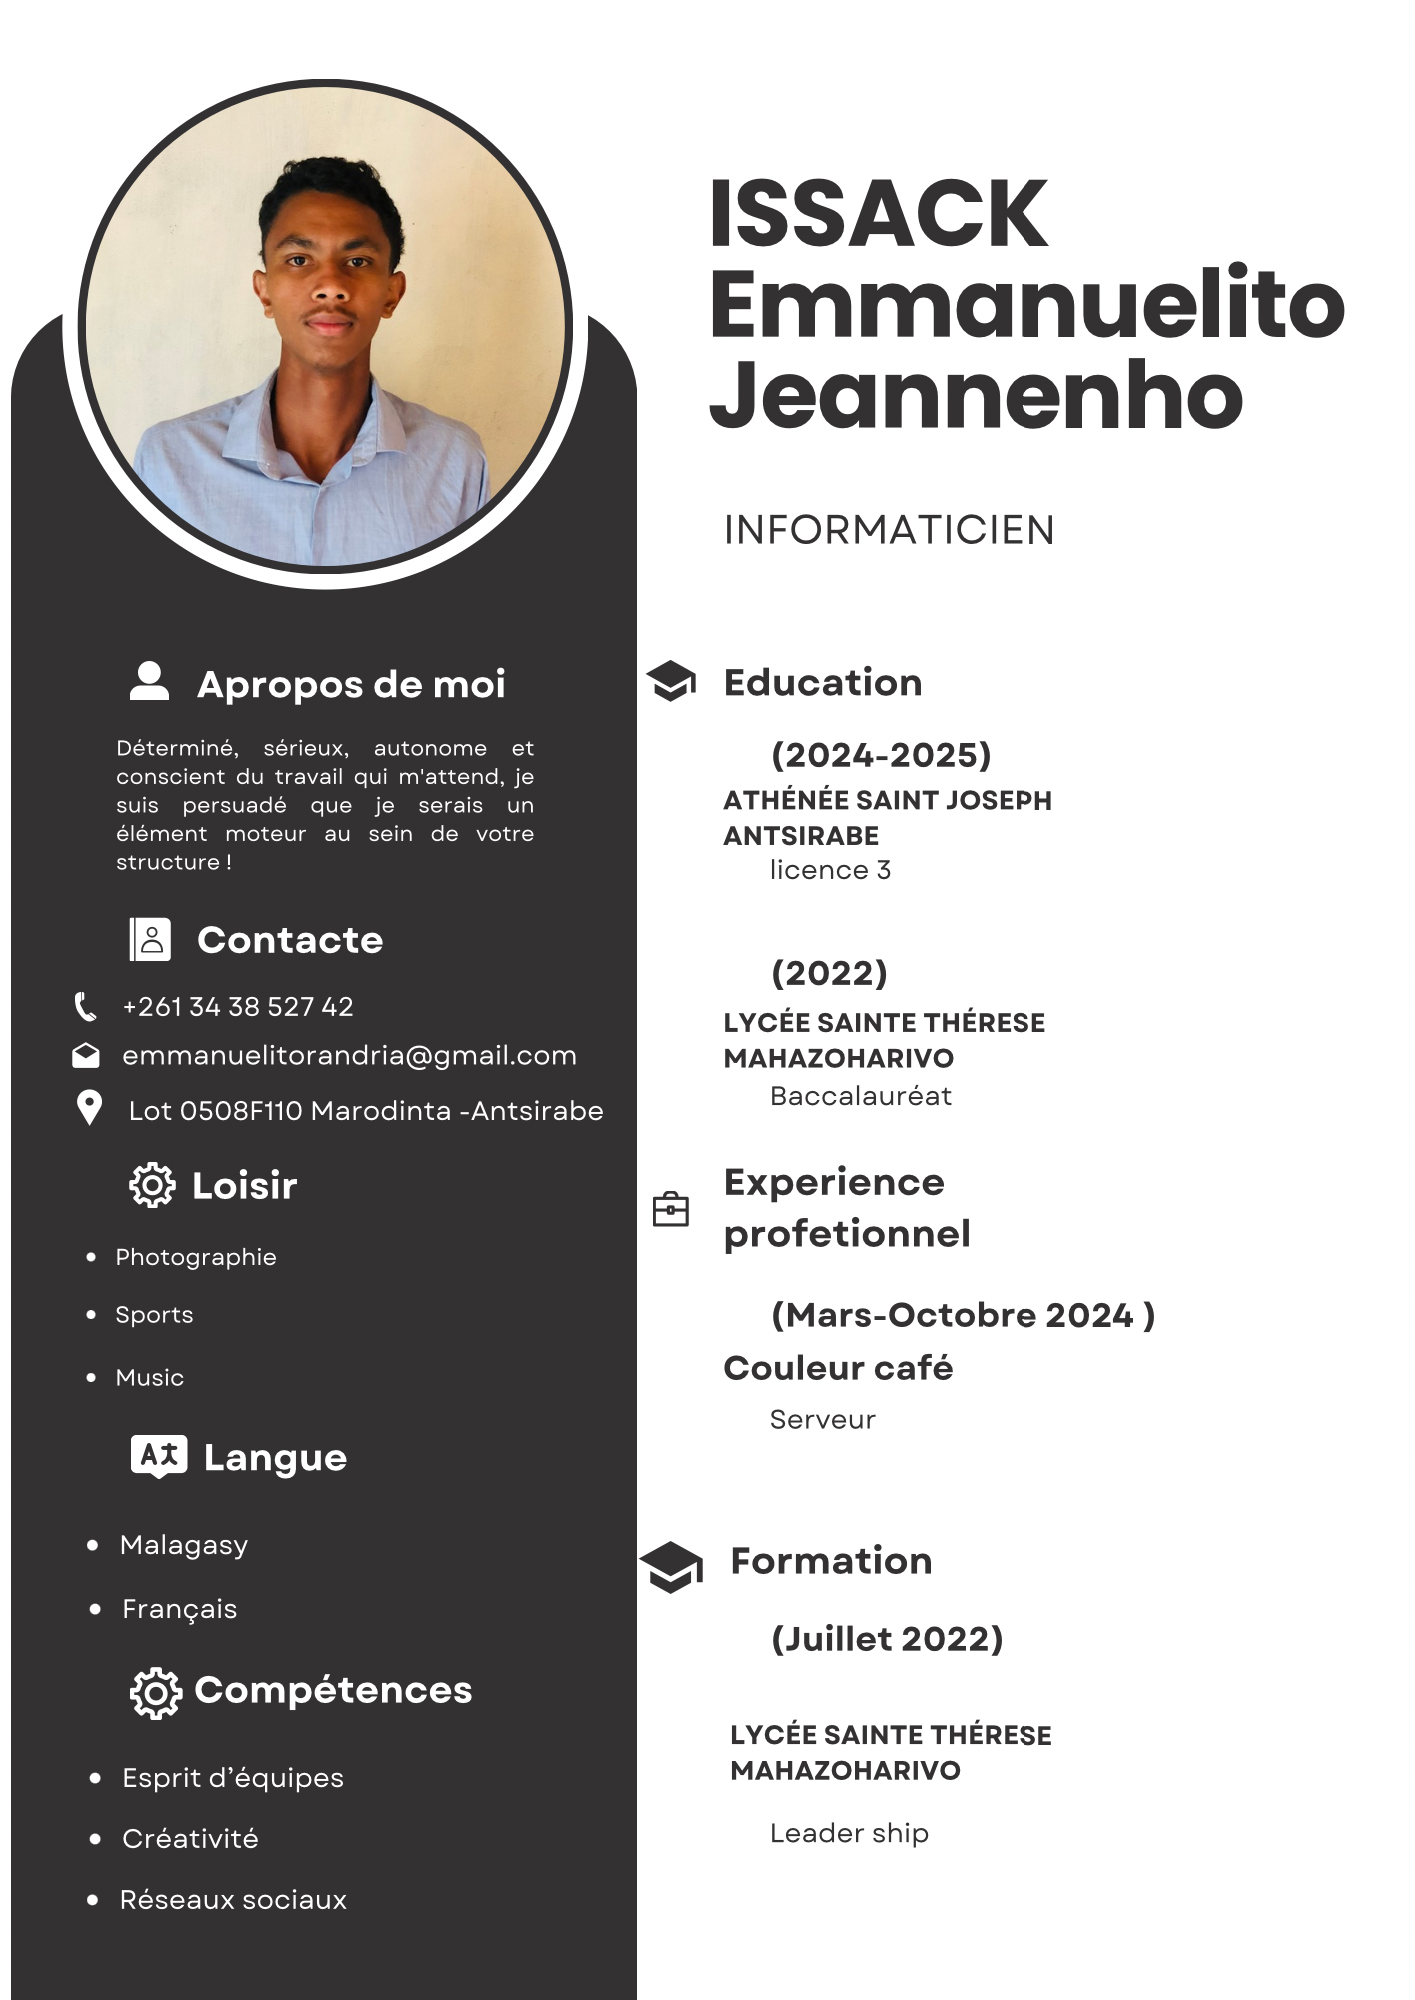 ISSACK
Emmanuelito
Jeannenho
INFORMATICIEN
Apropos de moi
Déterminé, sérieux, autonome et
conscient du travail qui m'attend, je
suis persuadé que je serais un
élément moteur au sein de votre
structure !
Contacte
+261 34 38 527 42
emmanuelitorandria@gmail.com
Lot 0508F110 Marodinta -Antsirabe
Loisir
Photographie
Sports
Music
Langue
Malagasy
Français
Compétences
Esprit d’équipes
Créativité
Réseaux sociaux
Education
(2024-2025)
ATHÉNÉE SAINT JOSEPH
ANTSIRABE
licence 3
(2022)
LYCÉE SAINTE THÉRESE
MAHAZOHARIVO
Baccalauréat
Experience
profetionnel
(Mars-Octobre 2024 )
Couleur café
Serveur
Formation
(Juillet 2022)
LYCÉE SAINTE THÉRESE
MAHAZOHARIVO
Leader ship